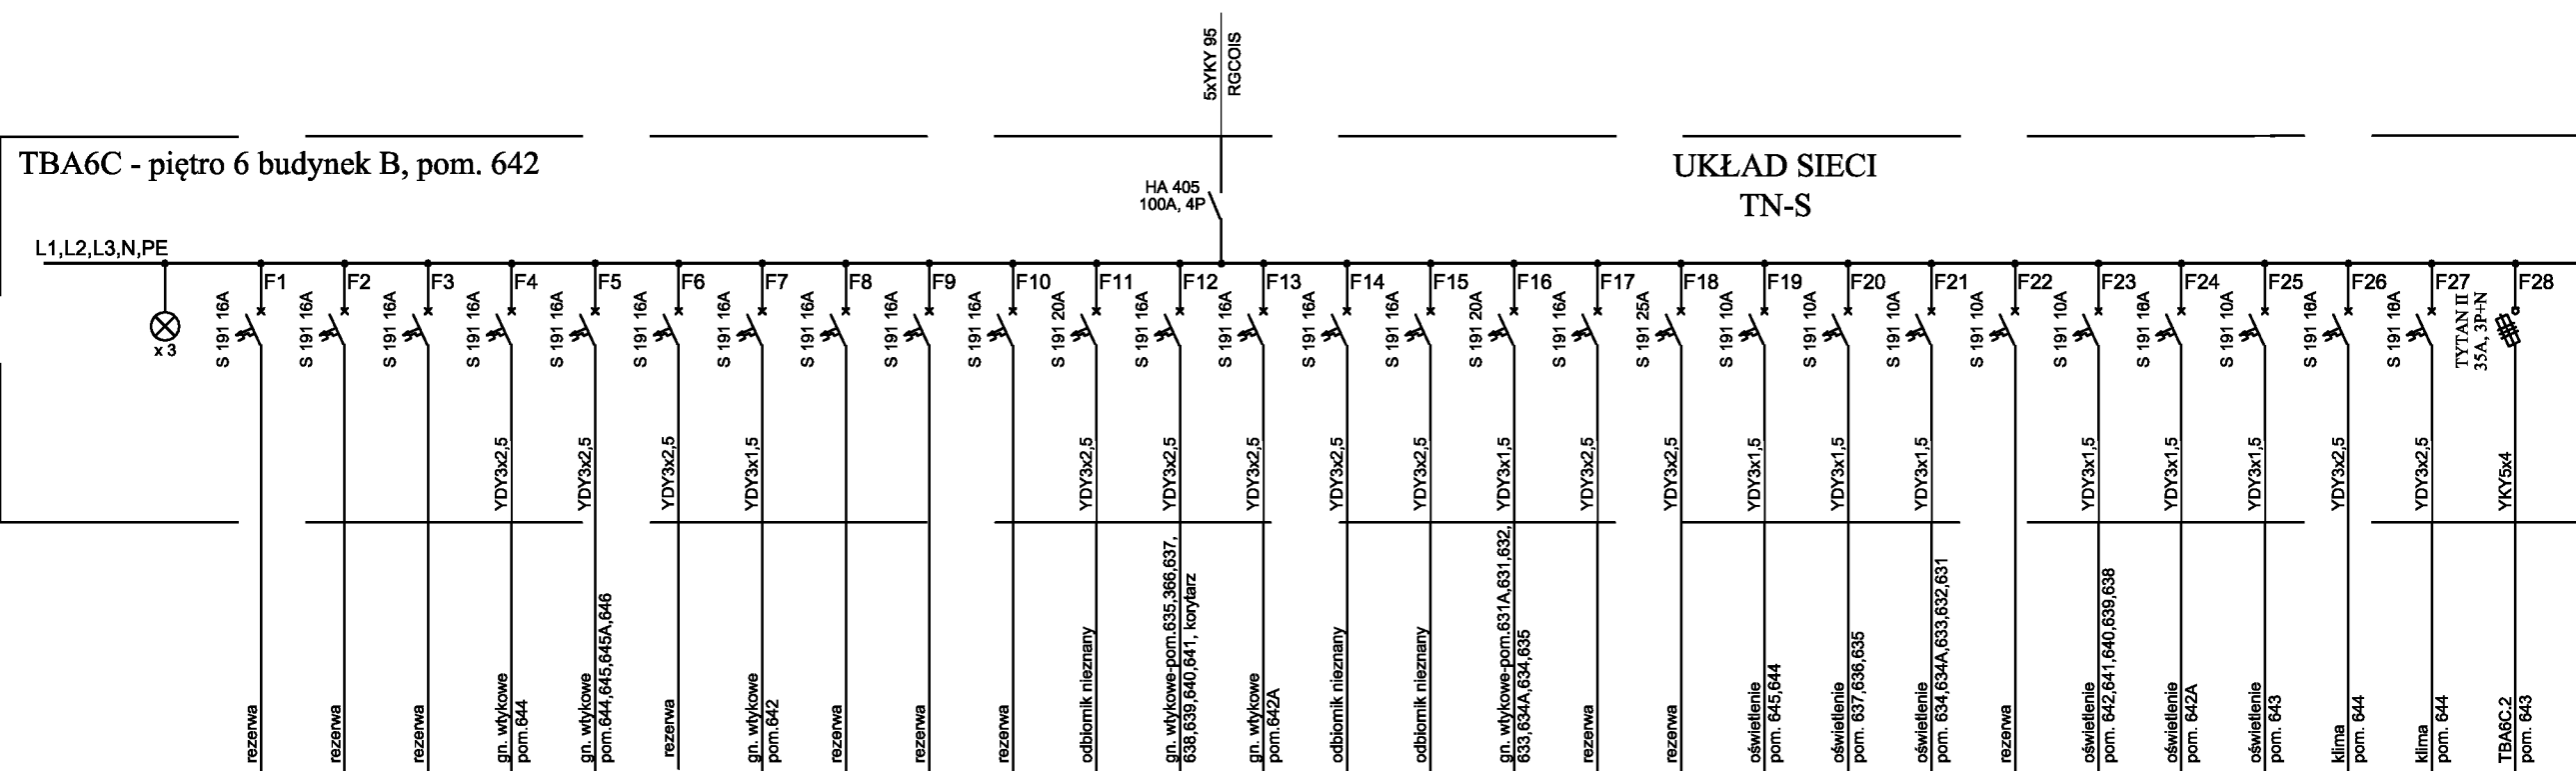 5xYKY 95
RGCOIS
TBA6C - piętro 6 budynek B, pom. 642
UKŁAD SIECI
TN-S
HA 405
100A, 4P
L1,L2,L3,N,PE
x 3
F1
S 191 16A
rezerwa
F2
S 191 16A
rezerwa
F3
S 191 16A
rezerwa
F4
S 191 16A
YDY3x2,5
gn. wtykowe
pom.644
F5
S 191 16A
YDY3x2,5
gn. wtykowe
pom.644,645,645A,646
F6
S 191 16A
YDY3x2,5
rezerwa
F7
S 191 16A
YDY3x1,5
gn. wtykowe
pom.642
F8
S 191 16A
rezerwa
F9
S 191 16A
rezerwa
F10
S 191 16A
rezerwa
F11
S 191 20A
YDY3x2,5
odbiornik nieznany
F12
S 191 16A
YDY3x2,5
gn. wtykowe-pom.635,366,637,
638,639,640,641, korytarz
F13
S 191 16A
YDY3x2,5
gn. wtykowe
pom.642A
F14
S 191 16A
YDY3x2,5
odbiornik nieznany
F15
S 191 16A
YDY3x2,5
odbiornik nieznany
F16
S 191 20A
YDY3x1,5
gn. wtykowe-pom.631A,631,632,
633,634A,634,635
F17
S 191 16A
YDY3x2,5
rezerwa
F18
S 191 25A
YDY3x2,5
rezerwa
F19
S 191 10A
YDY3x1,5
oświetlenie
pom. 645,644
F20
S 191 10A
YDY3x1,5
oświetlenie
pom. 637,636,635
F21
S 191 10A
YDY3x1,5
oświetlenie
pom. 634,634A,633,632,631
F22
S 191 10A
rezerwa
F23
S 191 10A
YDY3x1,5
oświetlenie
pom. 642,641,640,639,638
F24
S 191 16A
YDY3x1,5
oświetlenie
pom. 642A
F25
S 191 10A
YDY3x1,5
oświetlenie
pom. 643
F26
S 191 16A
YDY3x2,5
klima
pom. 644
F27
S 191 16A
YDY3x2,5
klima
pom. 644
F28
TYTAN II
35A, 3P+N
YKY5x4
TBA6C.2
pom. 643